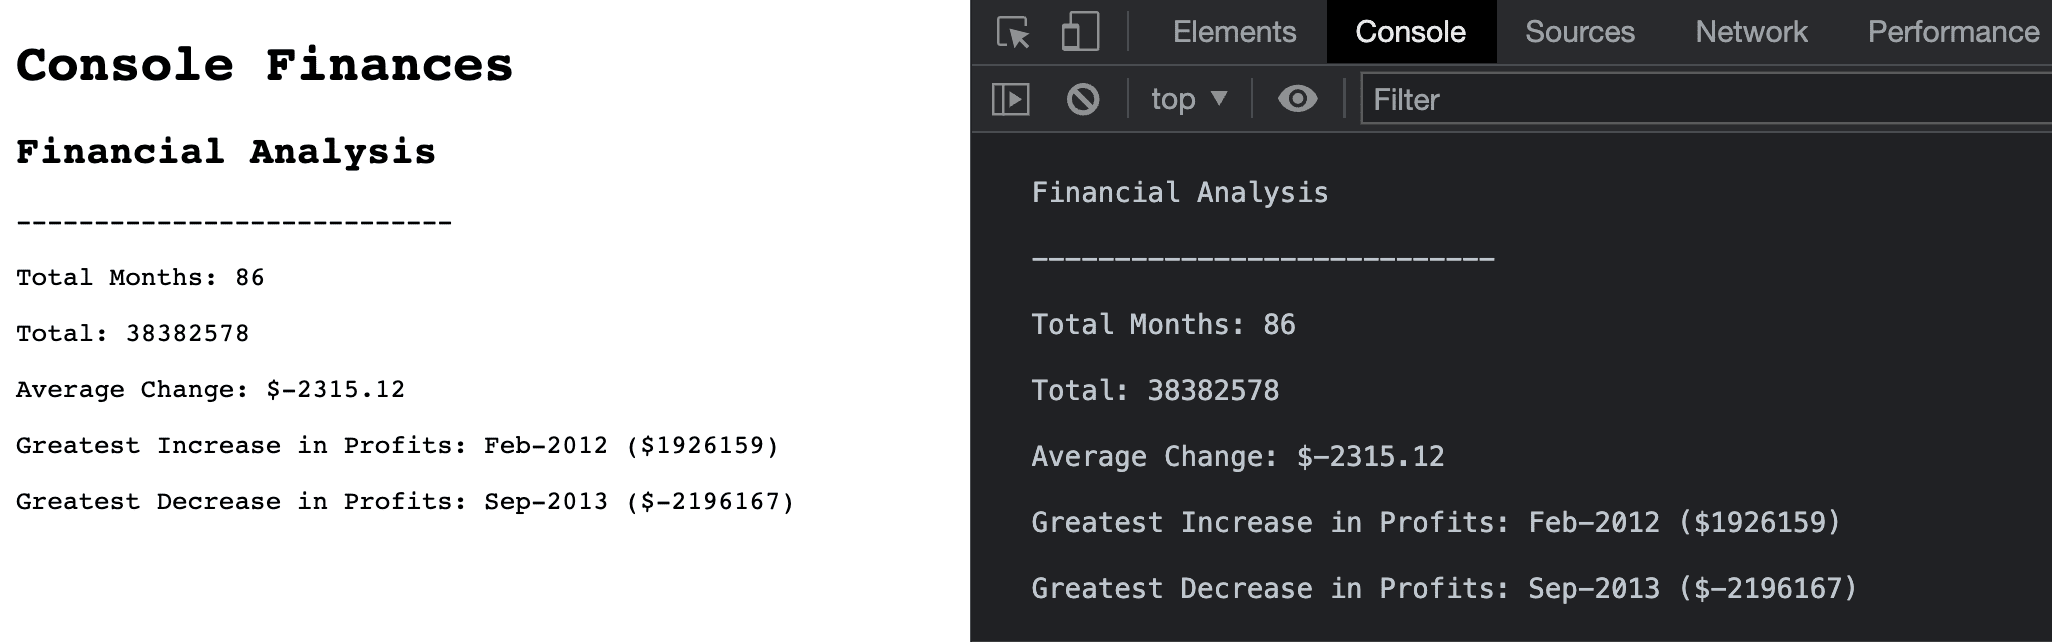 Console Finances
Financial Analysis
----------------------------
Total Months: 86
Total: 38382578
Average Change: $-2315.12
Greatest Increase in Profits: Feb-2012 ($1926159)
Greatest Decrease in Profits: Sep-2013 ($-2196167)
Elements Console Sources Network Performance
top ▼ Filter
Financial Analysis
----------------------------
Total Months: 86
Total: 38382578
Average Change: $-2315.12
Greatest Increase in Profits: Feb-2012 ($1926159)
Greatest Decrease in Profits: Sep-2013 ($-2196167)